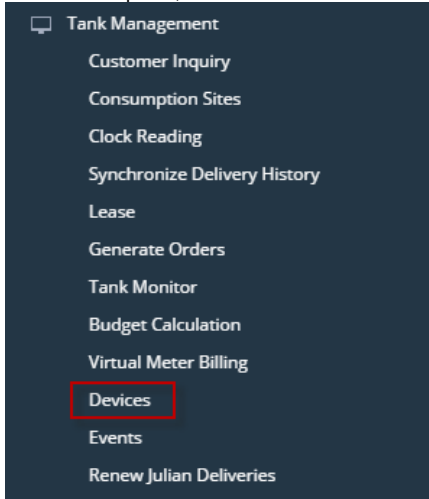 Tank Management
Customer Inquiry
Consumption Sites
Clock Reading
Synchronize Delivery History
Lease
Generate Orders
Tank Monitor
Budget Calculation
Virtual Meter Billing
Devices
Events
Renew Julian Deliveries